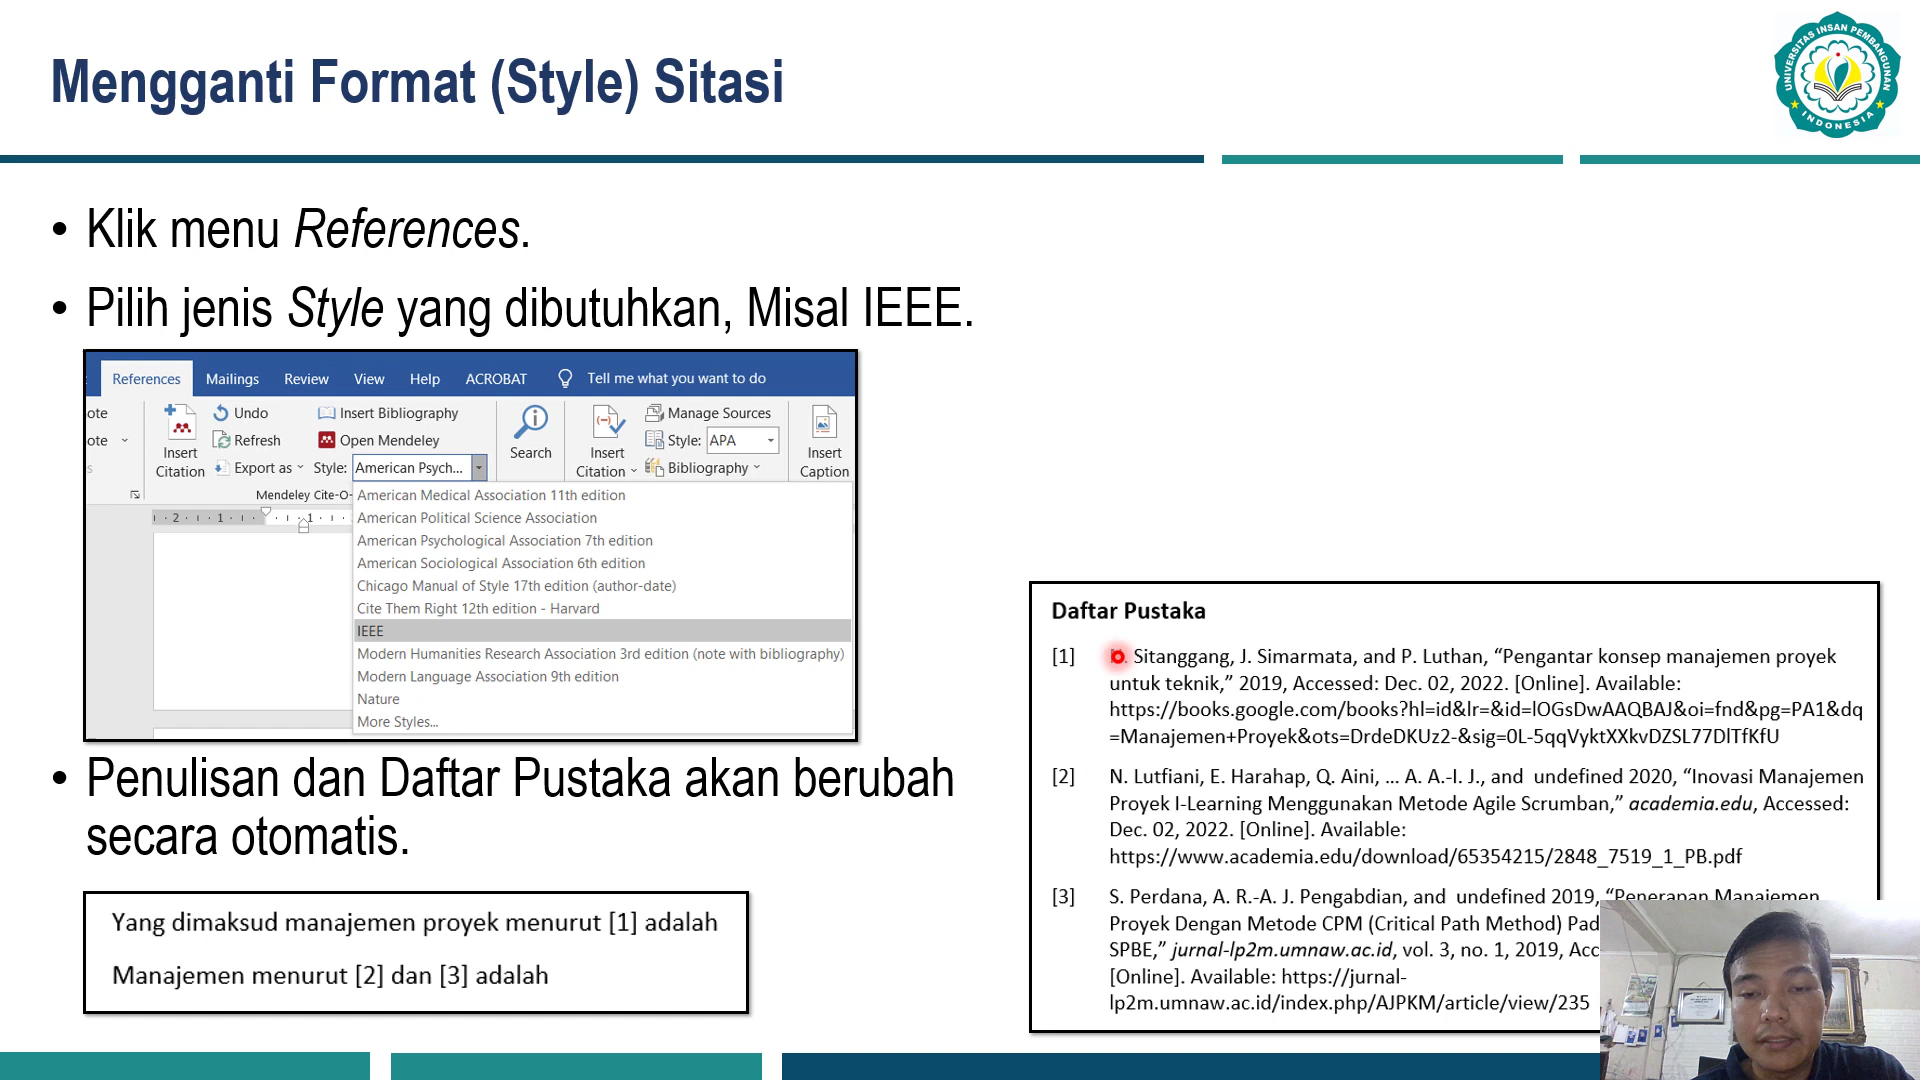 Mengganti Format (Style) Sitasi
UNIVERSITAS INSAN PEMBANGUNAN
INDONESIA
• Klik menu References.
• Pilih jenis Style yang dibutuhkan, Misal IEEE.
References Mailings Review View Help ACROBAT Tell me what you want to do
ote
ote
Insert Citation
Undo
Refresh
Export as
Insert Bibliography
Open Mendeley
Style: American Psych...
Mendeley Cite-O-
Search
Insert Citation
Manage Sources
Style: APA
Bibliography
Insert Caption
2 1 1
American Medical Association 11th edition
American Political Science Association
American Psychological Association 7th edition
American Sociological Association 6th edition
Chicago Manual of Style 17th edition (author-date)
Cite Them Right 12th edition - Harvard
IEEE
Modern Humanities Research Association 3rd edition (note with bibliography)
Modern Language Association 9th edition
Nature
More Styles...
• Penulisan dan Daftar Pustaka akan berubah
secara otomatis.
Yang dimaksud manajemen proyek menurut [1] adalah
Manajemen menurut [2] dan [3] adalah
Daftar Pustaka
[1] Sitanggang, J. Simarmata, and P. Luthan, “Pengantar konsep manajemen proyek
untuk teknik,” 2019, Accessed: Dec. 02, 2022. [Online]. Available:
https://books.google.com/books?hl=id&lr=&id=lOGsDwAAQBAJ&oi=fnd&pg=PA1&dq
=Manajemen+Proyek&ots=DrdeDKUz2-&sig=0L-5qqVyktXXkvDZSL77DlTfKfU
[2] N. Lutfiani, E. Harahap, Q. Aini, … A. A.-I. J., and undefined 2020, “Inovasi Manajemen
Proyek I-Learning Menggunakan Metode Agile Scrumban,” academia.edu, Accessed:
Dec. 02, 2022. [Online]. Available:
https://www.academia.edu/download/65354215/2848_7519_1_PB.pdf
[3] S. Perdana, A. R.-A. J. Pengabdian, and undefined 2019, “Penerapan Manajemen
Proyek Dengan Metode CPM (Critical Path Method) Pad
SPBE,” jurnal-lp2m.umnaw.ac.id, vol. 3, no. 1, 2019, Acc
[Online]. Available: https://jurnal-
lp2m.umnaw.ac.id/index.php/AJPKM/article/view/235